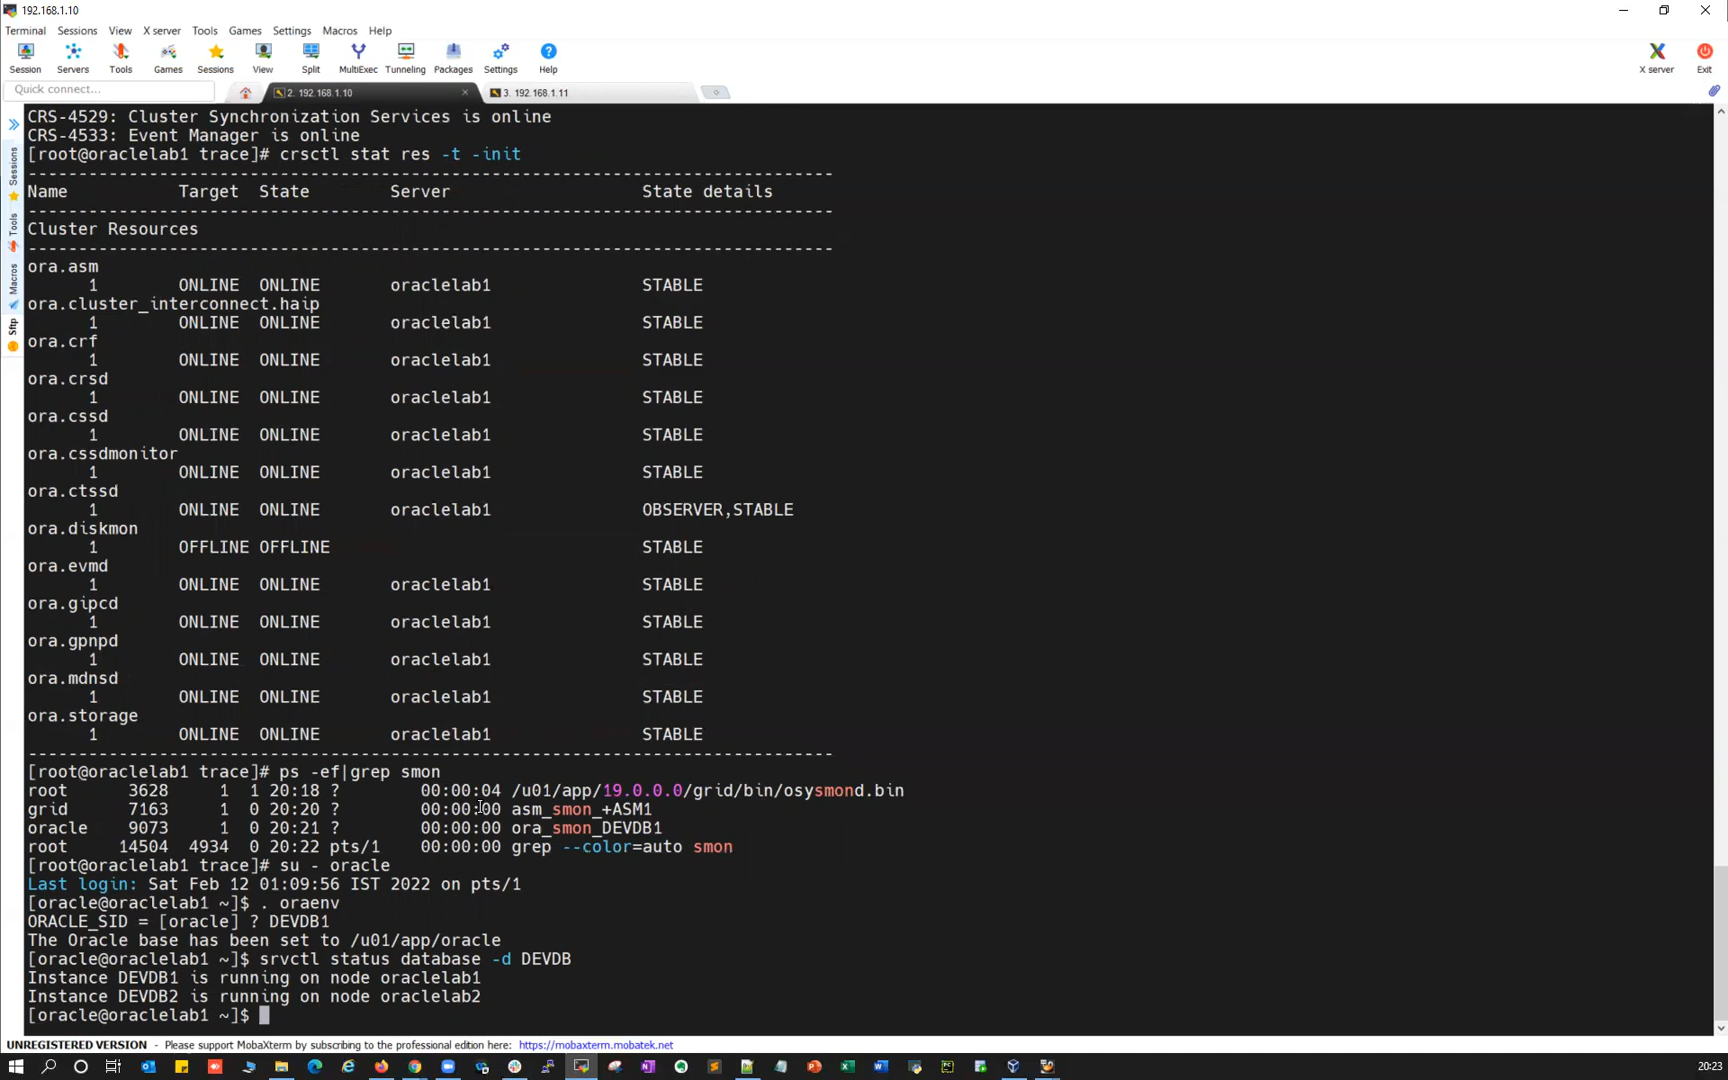 192.168.1.10
Terminal Sessions View X server Tools Games Settings Macros Help
Session Servers Tools Games Sessions View Split MultiExec Tunneling Packages Settings Help X server Exit
Quick connect...
2. 192.168.1.10
3. 192.168.1.11
Sessions
Tools
Macros
Sftp
CRS-4529: Cluster Synchronization Services is online
CRS-4533: Event Manager is online
[root@oraclelab1 trace]# crsctl stat res -t -init
--------------------------------------------------------------------------------
Name Target State Server State details
--------------------------------------------------------------------------------
Cluster Resources
--------------------------------------------------------------------------------
ora.asm
1 ONLINE ONLINE oraclelab1 STABLE
ora.cluster_interconnect.haip
1 ONLINE ONLINE oraclelab1 STABLE
ora.crf
1 ONLINE ONLINE oraclelab1 STABLE
ora.crsd
1 ONLINE ONLINE oraclelab1 STABLE
ora.cssd
1 ONLINE ONLINE oraclelab1 STABLE
ora.cssdmonitor
1 ONLINE ONLINE oraclelab1 STABLE
ora.ctssd
1 ONLINE ONLINE oraclelab1 OBSERVER,STABLE
ora.diskmon
1 OFFLINE OFFLINE STABLE
ora.evmd
1 ONLINE ONLINE oraclelab1 STABLE
ora.gipcd
1 ONLINE ONLINE oraclelab1 STABLE
ora.gpnpd
1 ONLINE ONLINE oraclelab1 STABLE
ora.mdnsd
1 ONLINE ONLINE oraclelab1 STABLE
ora.storage
1 ONLINE ONLINE oraclelab1 STABLE
--------------------------------------------------------------------------------
[root@oraclelab1 trace]# ps -ef|grep smon
root 3628 1 1 20:18 ? 00:00:04 /u01/app/19.0.0.0/grid/bin/osysmond.bin
grid 7163 1 0 20:20 ? 00:00:00 asm_smon_+ASM1
oracle 9073 1 0 20:21 ? 00:00:00 ora_smon_DEVDB1
root 14504 4934 0 20:22 pts/1 00:00:00 grep --color=auto smon
[root@oraclelab1 trace]# su - oracle
Last login: Sat Feb 12 01:09:56 IST 2022 on pts/1
[oracle@oraclelab1 ~]$ . oraenv
ORACLE_SID = [oracle] ? DEVDB1
The Oracle base has been set to /u01/app/oracle
[oracle@oraclelab1 ~]$ srvctl status database -d DEVDB
Instance DEVDB1 is running on node oraclelab1
Instance DEVDB2 is running on node oraclelab2
[oracle@oraclelab1 ~]$
UNREGISTERED VERSION - Please support MobaXterm by subscribing to the professional edition here: https://mobaxterm.mobatek.net
20:23